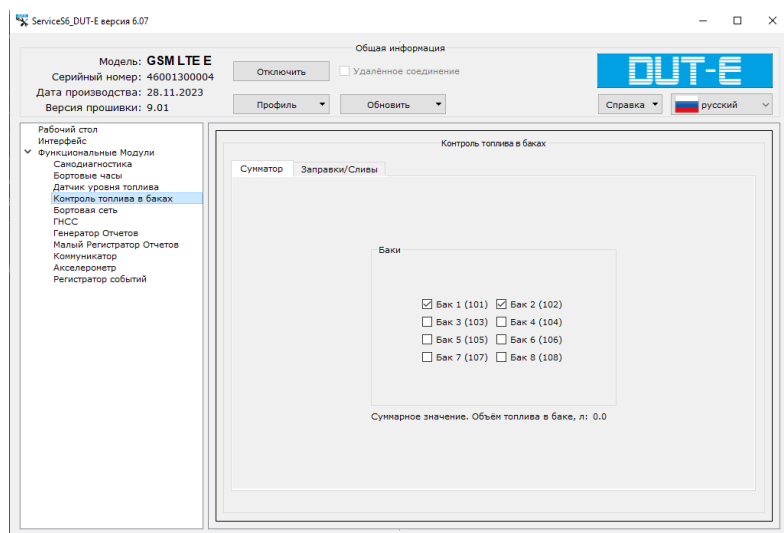 ServiceS6_DUT-E версия 6.07
Общая информация
Модель: GSM LTE E
Серийный номер: 46001300004
Дата производства: 28.11.2023
Версия прошивки: 9.01
Отключить
Удалённое соединение
Профиль
Обновить
DUT-E
Справка
русский
Рабочий стол
Интерфейс
Функциональные Модули
Самодиагностика
Бортовые часы
Датчик уровня топлива
Контроль топлива в баках
Бортовая сеть
ГНСС
Генератор Отчетов
Малый Регистратор Отчетов
Коммуникатор
Акселерометр
Регистратор событий
Контроль топлива в баках
Сумматор Заправки/Сливы
Баки
Бак 1 (101) Бак 2 (102)
Бак 3 (103) Бак 4 (104)
Бак 5 (105) Бак 6 (106)
Бак 7 (107) Бак 8 (108)
Суммарное значение. Объём топлива в баке, л: 0.0